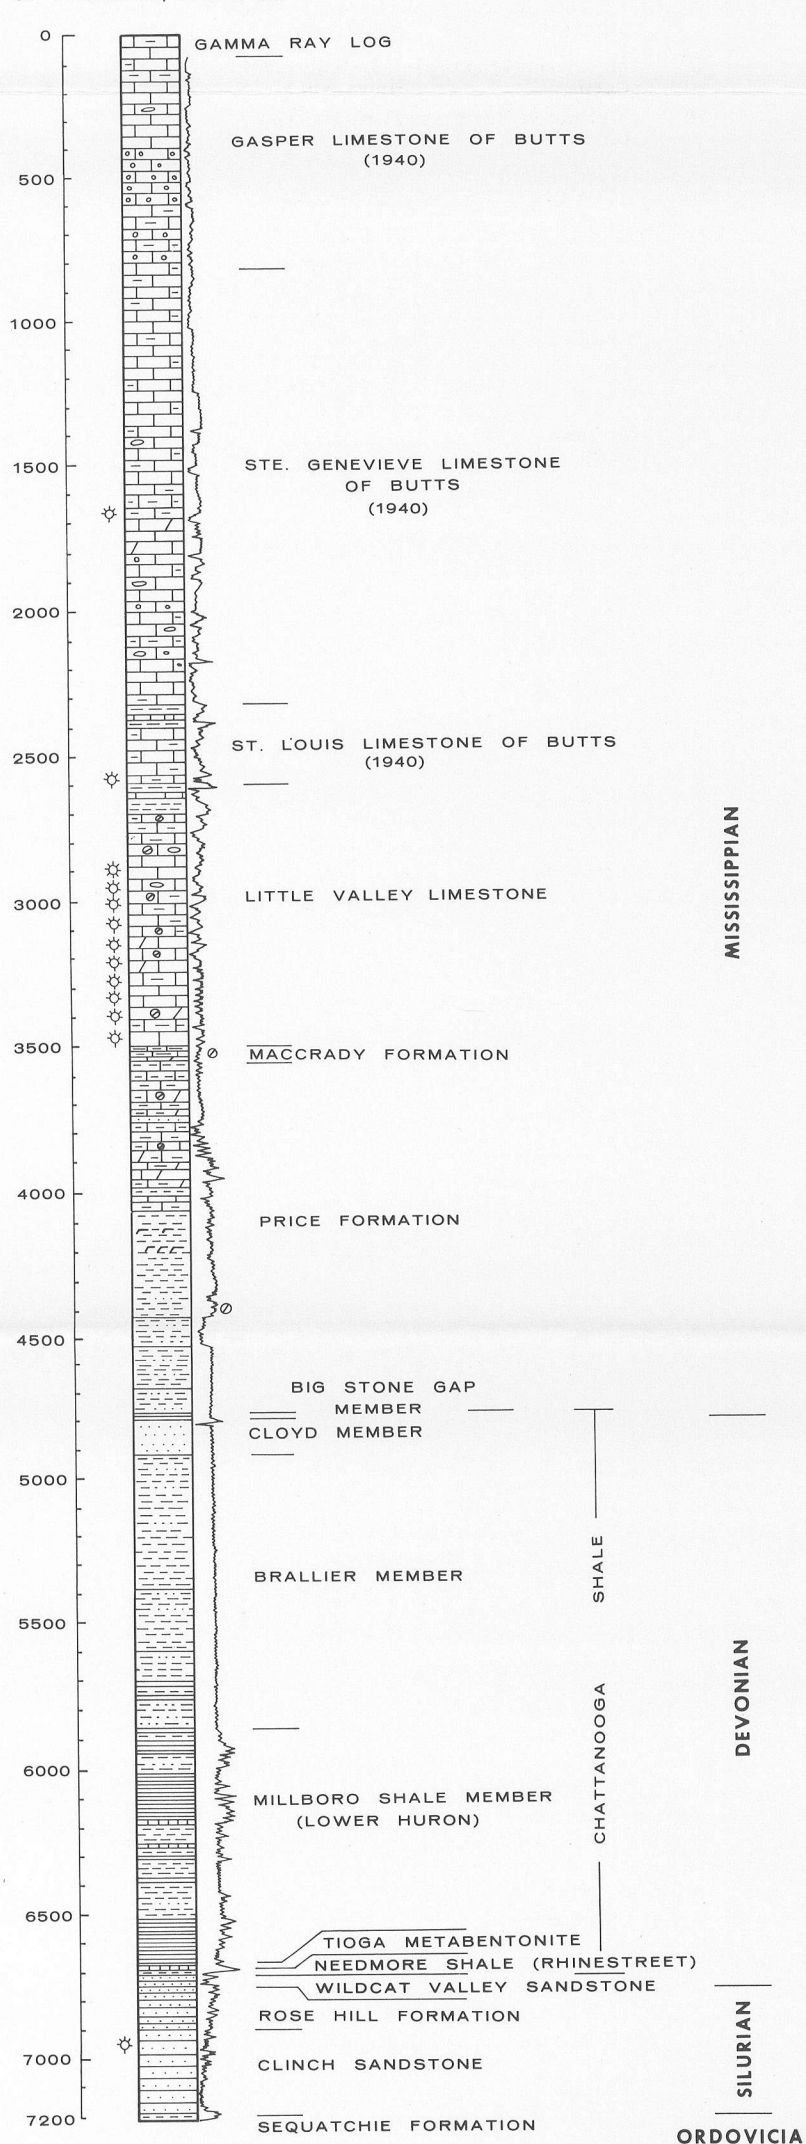 0
GAMMA RAY LOG
GASPER LIMESTONE OF BUTTS
(1940)
500
1000
STE. GENEVIEVE LIMESTONE
OF BUTTS
(1940)
1500
2000
ST. LOUIS LIMESTONE OF BUTTS
(1940)
2500
MISSISSIPPIAN
LITTLE VALLEY LIMESTONE
3000
3500
MACCRADY FORMATION
4000
PRICE FORMATION
4500
BIG STONE GAP
MEMBER
CLOYD MEMBER
5000
BRALLIER MEMBER
SHALE
5500
DEVONIAN
CHATTANOOGA
6000
MILLBORO SHALE MEMBER
(LOWER HURON)
6500
TIOGA METABENTONITE
NEEDMORE SHALE (RHINESTREET)
WILDCAT VALLEY SANDSTONE
ROSE HILL FORMATION
SILURIAN
7000
CLINCH SANDSTONE
7200
SEQUATCHIE FORMATION
ORDOVICIA